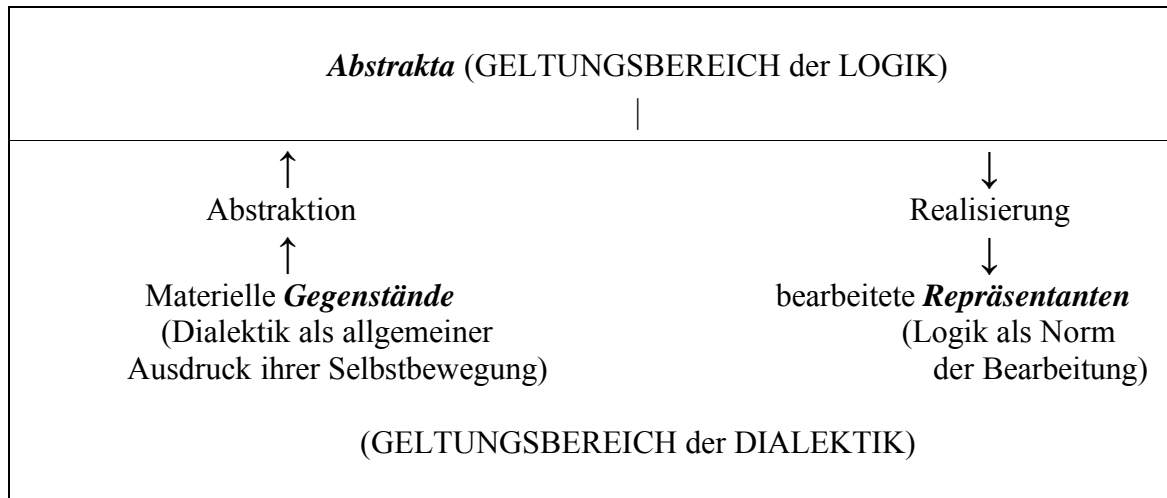 Abstrakta (GELTUNGSBEREICH der LOGIK)
|
↑ ↓
Abstraktion Realisierung
↑ ↓
Materielle Gegenstände bearbeitete Repräsentanten
(Dialektik als allgemeiner (Logik als Norm
Ausdruck ihrer Selbstbewegung) der Bearbeitung)
(GELTUNGSBEREICH der DIALEKTIK)